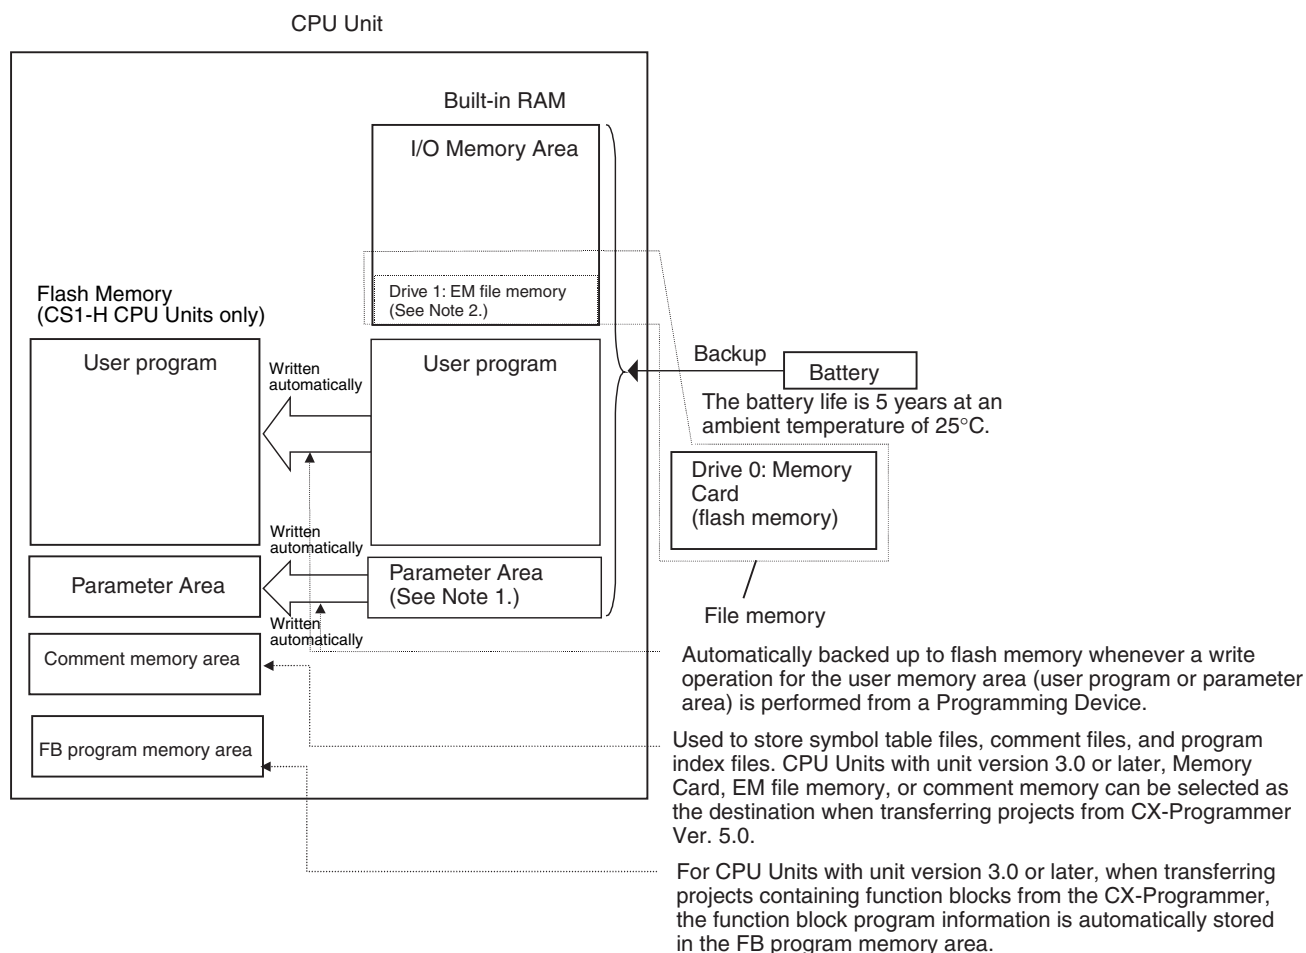 CPU Unit
Built-in RAM
I/O Memory Area
Drive 1: EM file memory
(See Note 2.)
Flash Memory
(CS1-H CPU Units only)
User program
Written
automatically
User program
Backup
Battery
The battery life is 5 years at an
ambient temperature of 25°C.
Drive 0: Memory
Card
(flash memory)
Written
automatically
Parameter Area
Parameter Area
(See Note 1.)
File memory
Written
automatically
Comment memory area
Automatically backed up to flash memory whenever a write
operation for the user memory area (user program or parameter
area) is performed from a Programming Device.
FB program memory area
Used to store symbol table files, comment files, and program
index files. CPU Units with unit version 3.0 or later, Memory
Card, EM file memory, or comment memory can be selected as
the destination when transferring projects from CX-Programmer
Ver. 5.0.
For CPU Units with unit version 3.0 or later, when transferring
projects containing function blocks from the CX-Programmer,
the function block program information is automatically stored
in the FB program memory area.